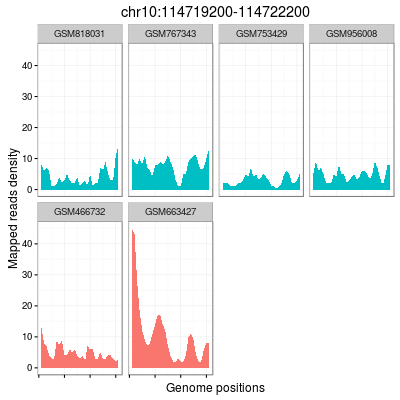 chr10:114719200-114722200
GSM818031 GSM767343 GSM753429 GSM956008
40
30
20
10
0
GSM466732 GSM663427
40
30
20
10
0
Mapped reads density
Genome positions